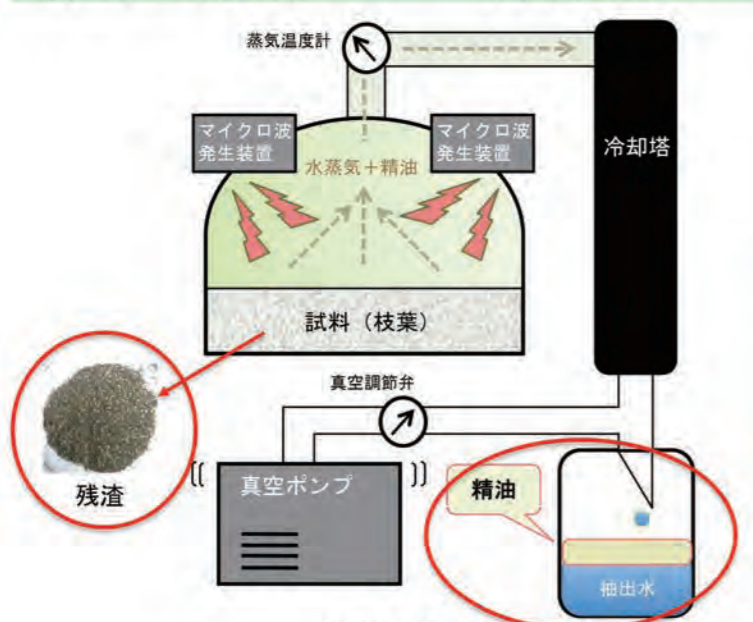 蒸気温度計
マイクロ波
発生装置
マイクロ波
発生装置
水蒸気＋精油
冷却塔
試料（枝葉）
真空調節弁
残渣
真空ポンプ
精油
抽出水